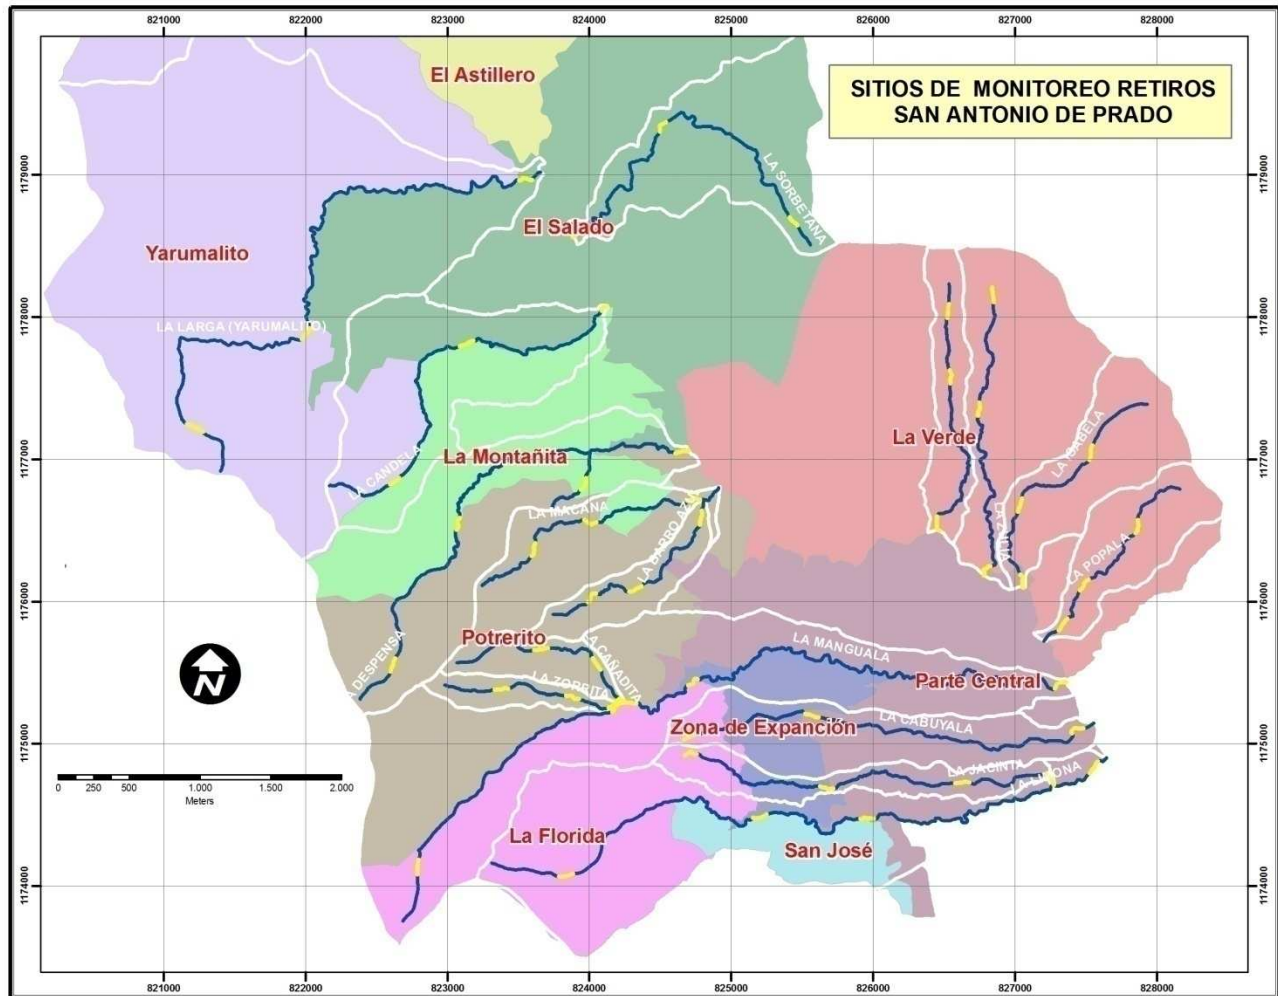 821000 822000 823000 824000 825000 826000 827000 828000
SITIOS DE MONITOREO RETIROS
SAN ANTONIO DE PRADO
El Astillero
1179000
1179000
LA SORBETANA
El Salado
Yarumalito
1178000
1178000
LA LARGA (YARUMALITO)
La Verde
LA ISABELA
1177000
1177000
La Montañita
LA CANDELA
LA MACANA
LA BARRO AZUL
LA POPALA
1176000
1176000
Potrerito
LA CAÑADITA
LA MANGUALA
DESPENSA
N
LA ZORRITA
Parte Central
LA CABUYALA
Zona de Expanción
1175000
1175000
LA JACINTA
0 250 500 1.000 1.500 2.000
Meters
La Florida
San José
1174000
1174000
821000 822000 823000 824000 825000 826000 827000 828000